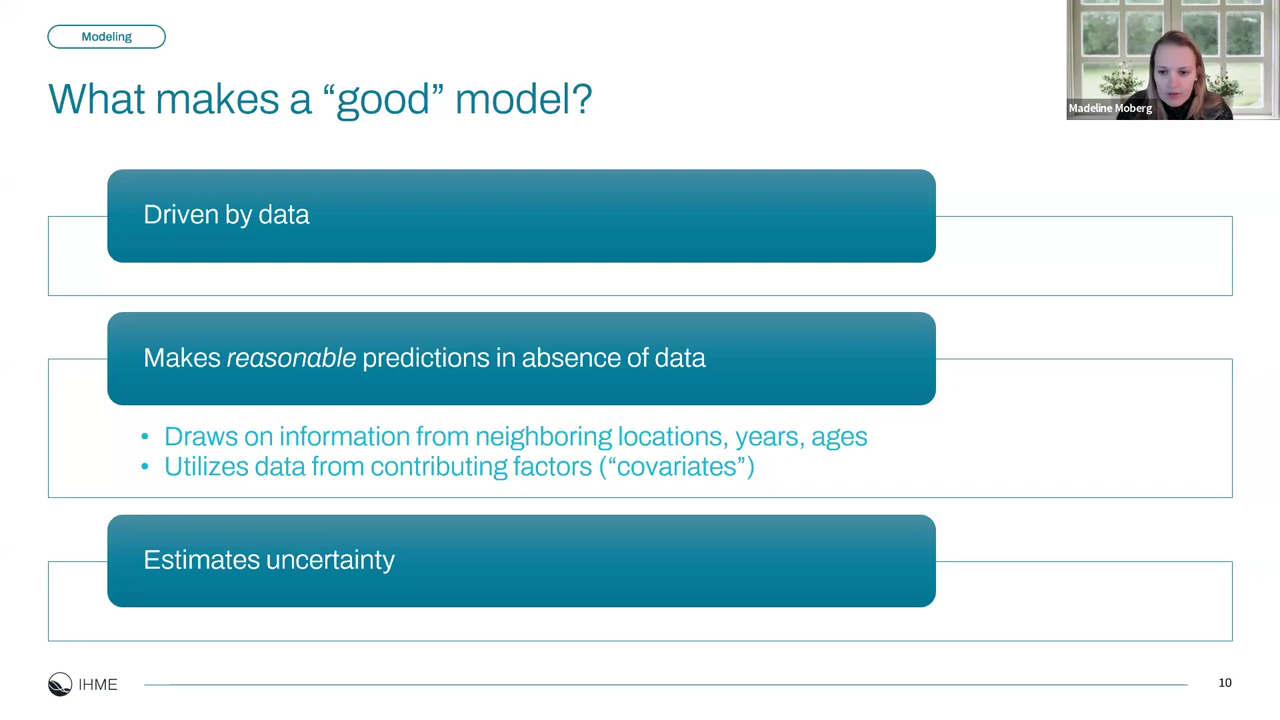 Modeling
What makes a “good” model?
Madeline Moberg
Driven by data
Makes reasonable predictions in absence of data
• Draws on information from neighboring locations, years, ages
• Utilizes data from contributing factors (“covariates”)
Estimates uncertainty
IHME
10